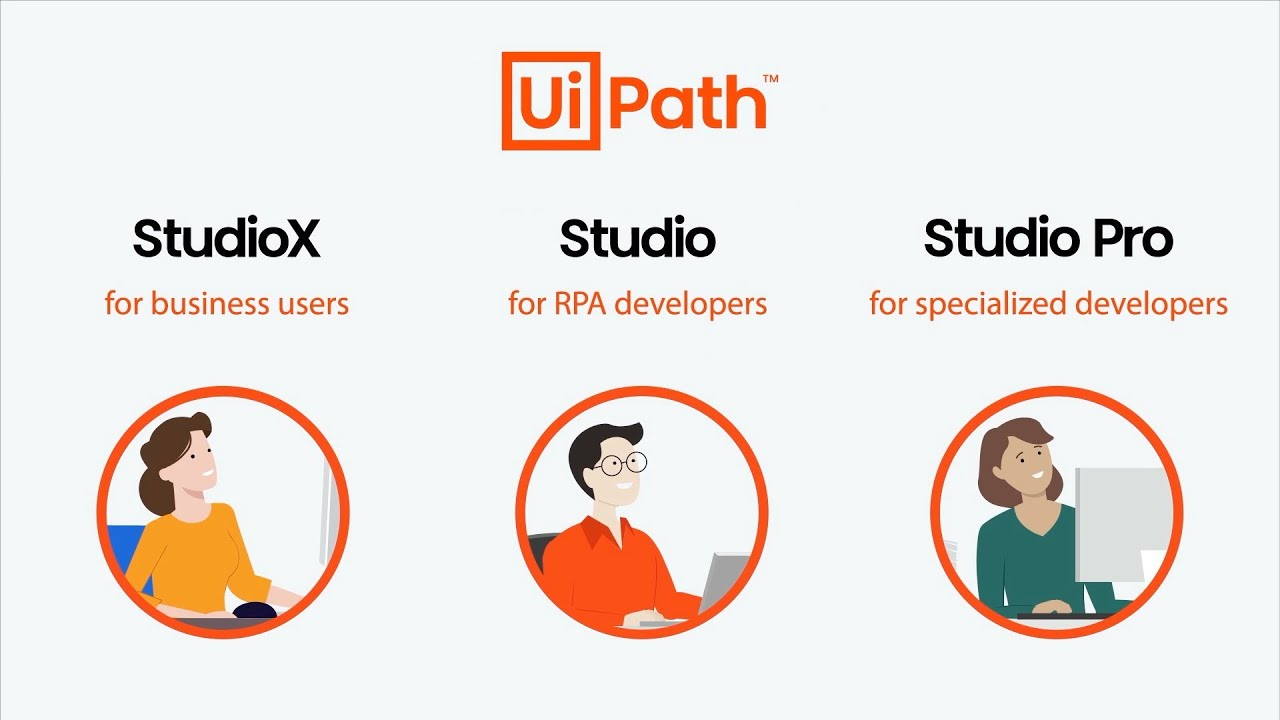 UiPath™
StudioX
Studio
Studio Pro
for business users
for RPA developers
for specialized developers